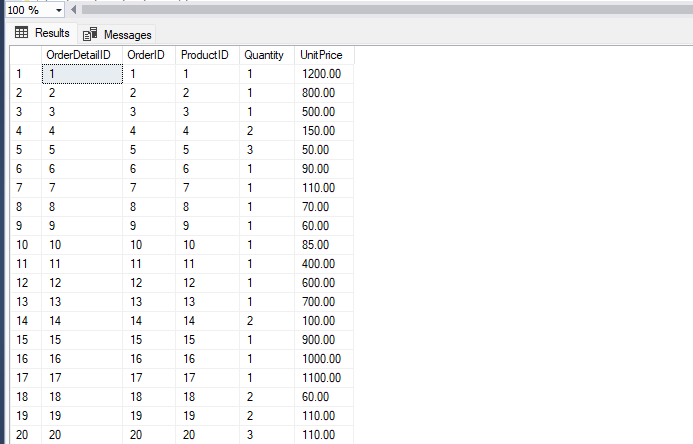 100 %
Results Messages
OrderDetailID OrderID ProductID Quantity UnitPrice
1 1 1 1 1 1200.00
2 2 2 2 1 800.00
3 3 3 3 1 500.00
4 4 4 4 2 150.00
5 5 5 5 3 50.00
6 6 6 6 1 90.00
7 7 7 7 1 110.00
8 8 8 8 1 70.00
9 9 9 9 1 60.00
10 10 10 10 1 85.00
11 11 11 11 1 400.00
12 12 12 12 1 600.00
13 13 13 13 1 700.00
14 14 14 14 2 100.00
15 15 15 15 1 900.00
16 16 16 16 1 1000.00
17 17 17 17 1 1100.00
18 18 18 18 2 60.00
19 19 19 19 2 110.00
20 20 20 20 3 110.00